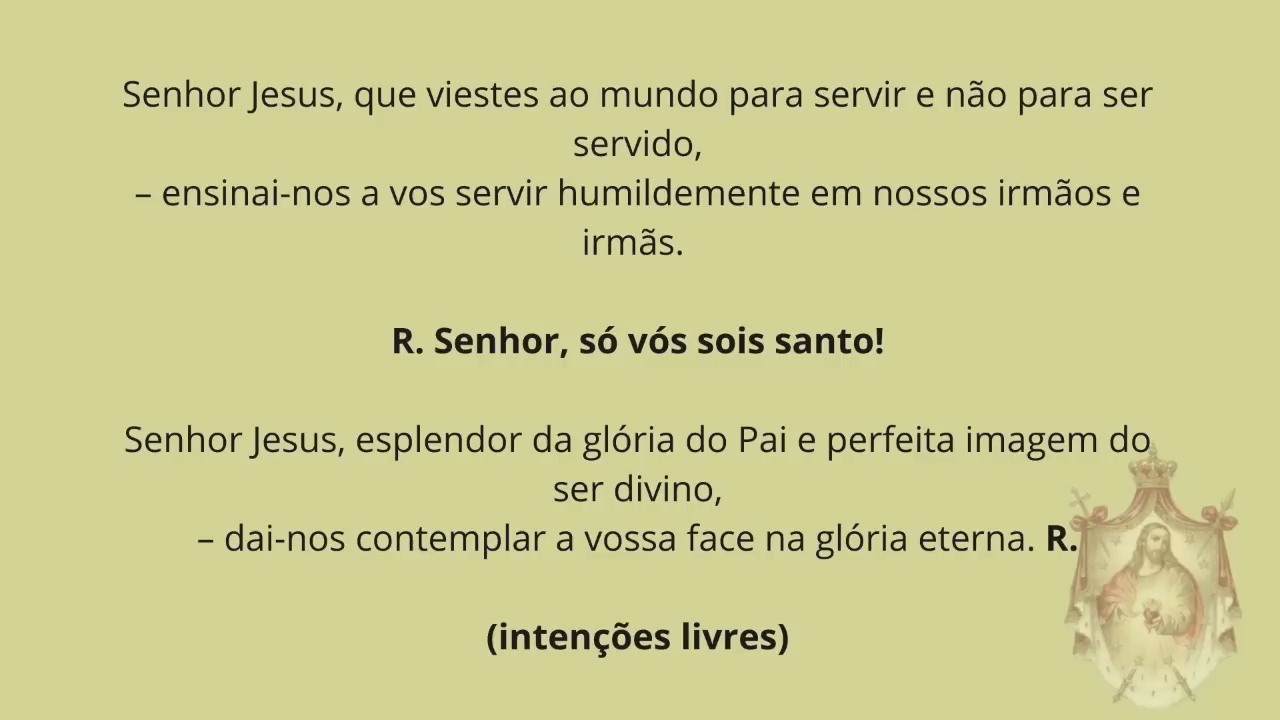 Senhor Jesus, que viestes ao mundo para servir e não para ser
servido,
– ensinai-nos a vos servir humildemente em nossos irmãos e
irmãs.
R. Senhor, só vós sois santo!
Senhor Jesus, esplendor da glória do Pai e perfeita imagem do
ser divino,
– dai-nos contemplar a vossa face na glória eterna. R.
(intenções livres)